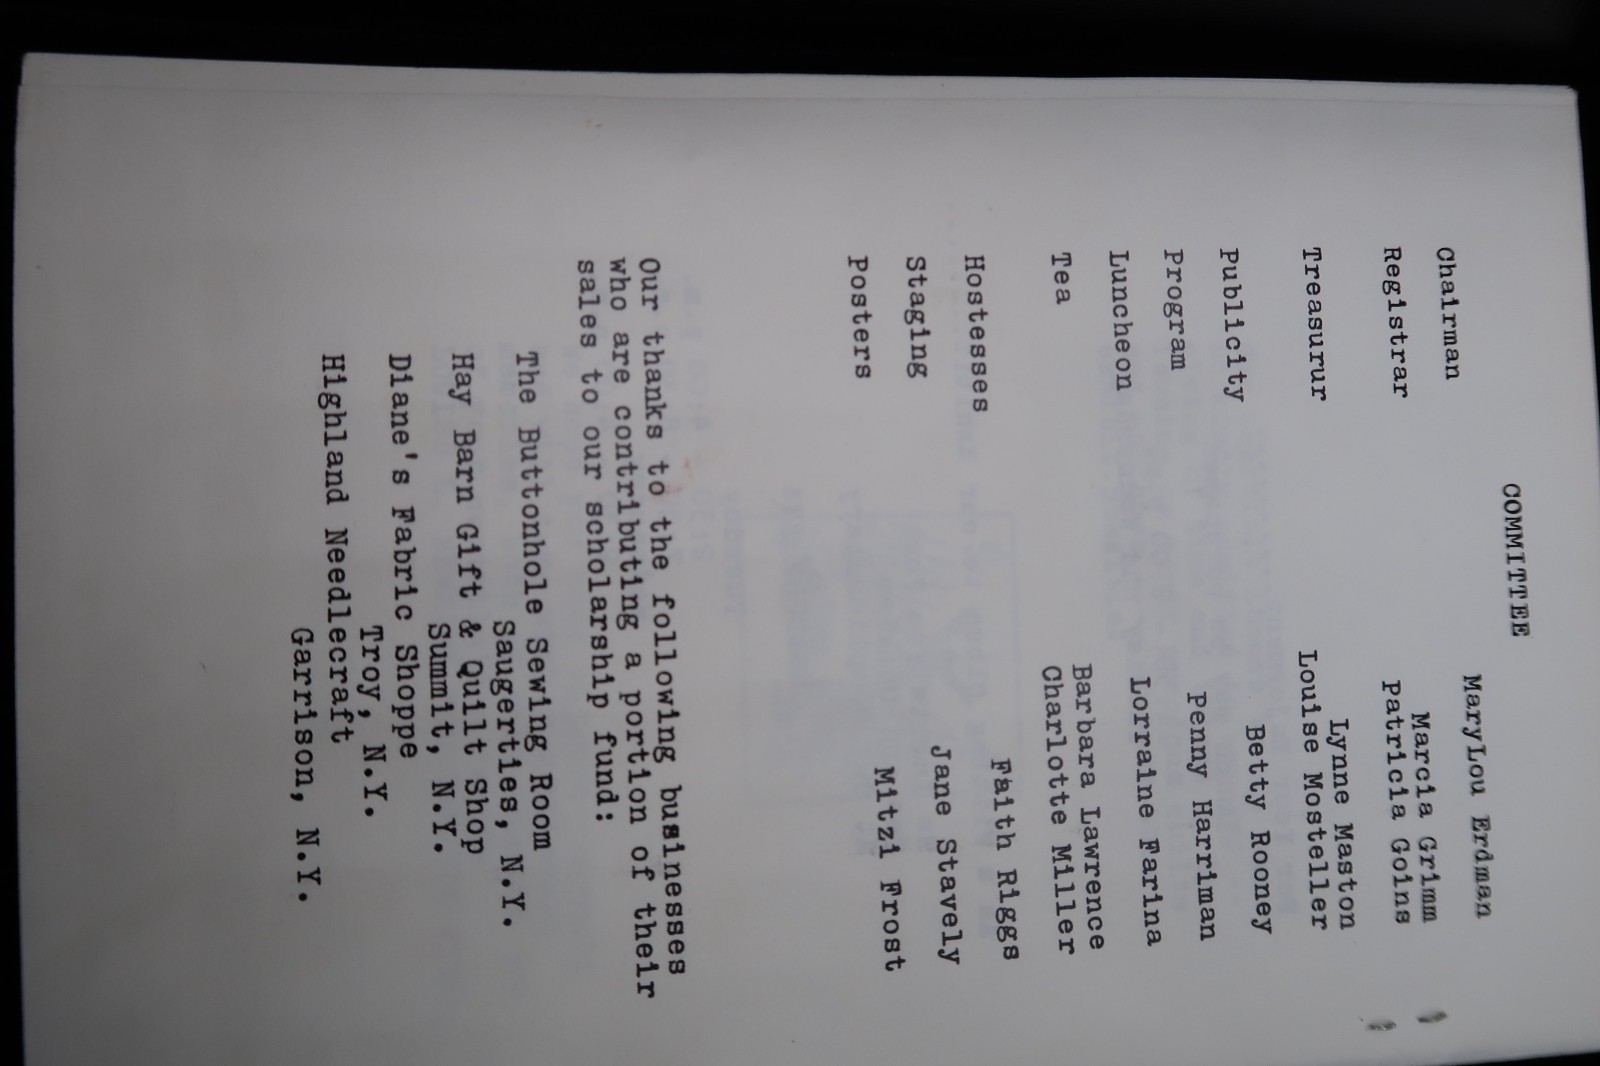 COMMITTEE
Chairman MaryLou Erdman
Registrar Marcia Grimm
Patricia Goins
Treasurur Lynne Maston
Louise Mosteller
Publicity Betty Rooney
Program Penny Harriman
Luncheon Lorraine Farina
Tea Barbara Lawrence
Charlotte Miller
Hostesses Faith Riggs
Staging Jane Stavely
Posters Mitzi Frost
Our thanks to the following businesses
who are contributing a portion of their
sales to our scholarship fund:
The Buttonhole Sewing Room
Saugerties, N.Y.
Hay Barn Gift & Quilt Shop
Summit, N.Y.
Diane's Fabric Shoppe
Troy, N.Y.
Highland Needlecraft
Garrison, N.Y.